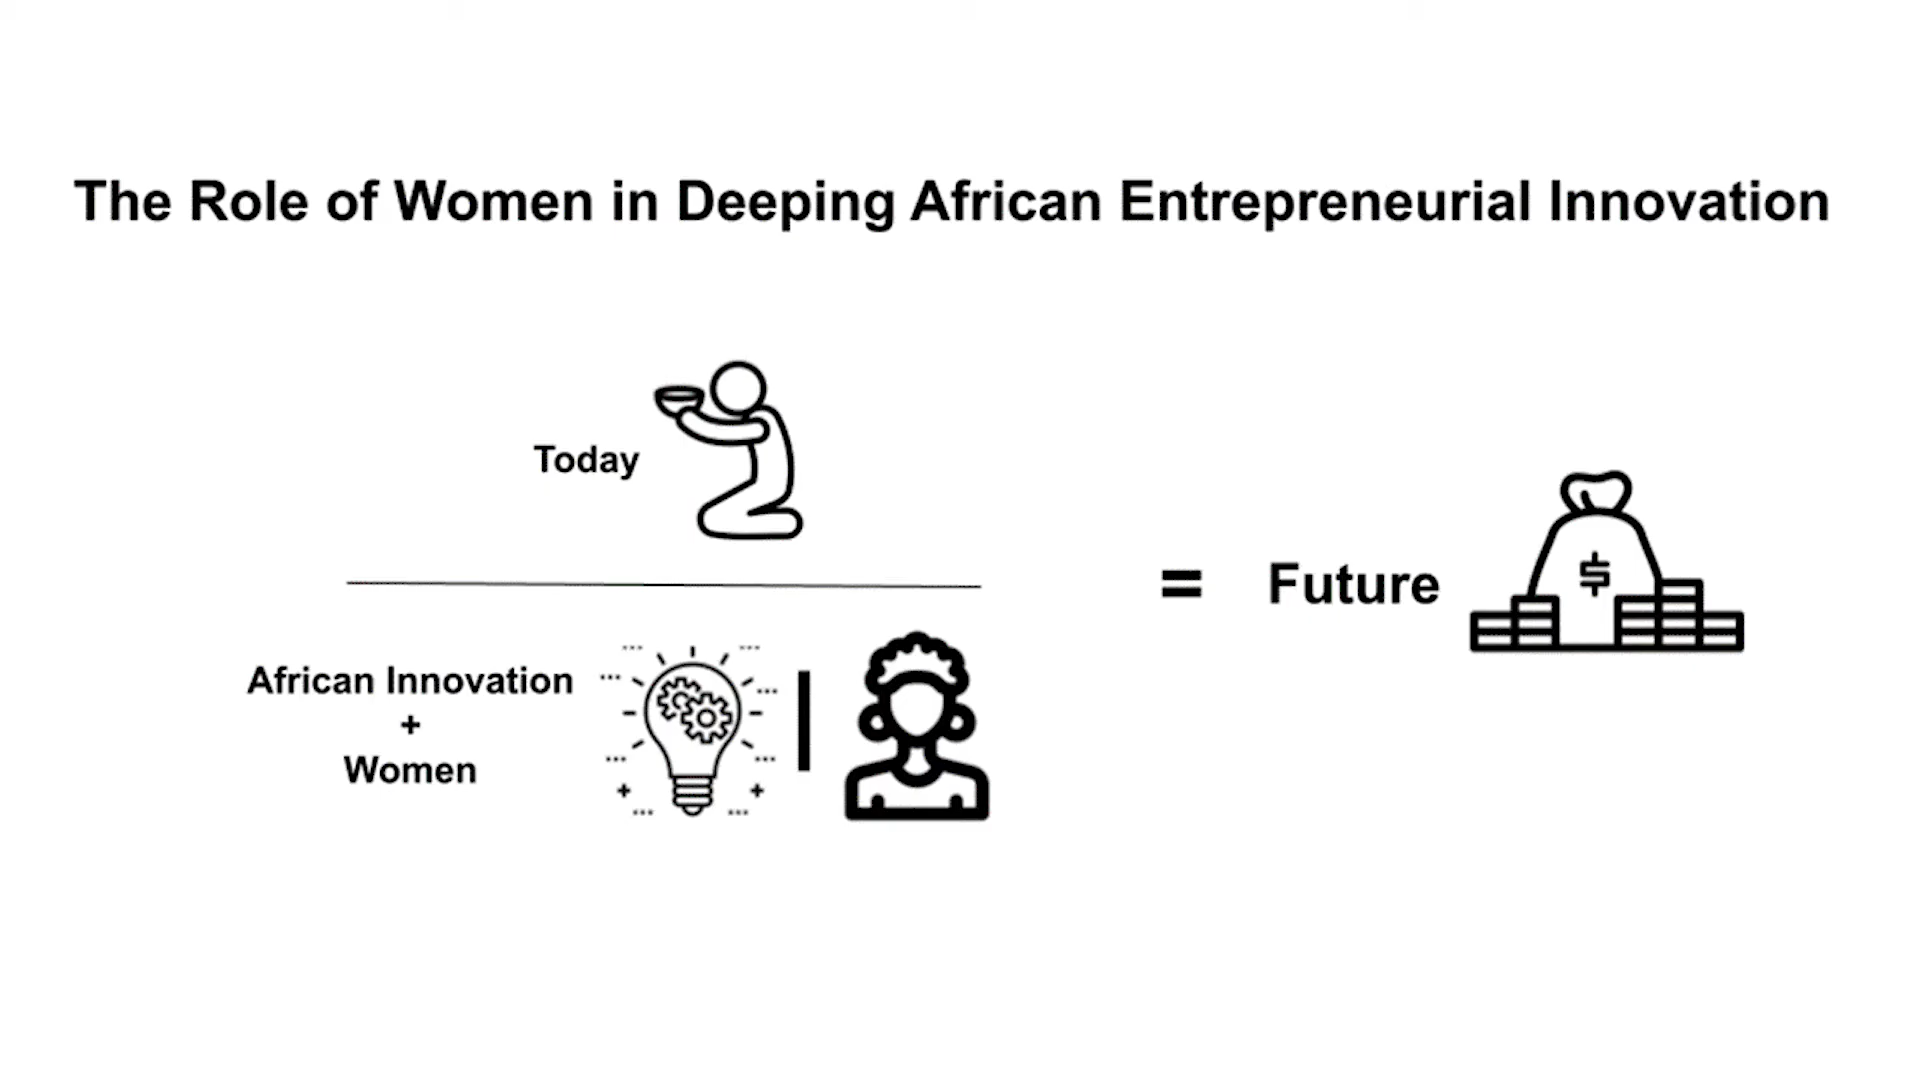 The Role of Women in Deeping African Entrepreneurial Innovation
Today
African Innovation
+
Women
=
Future
$